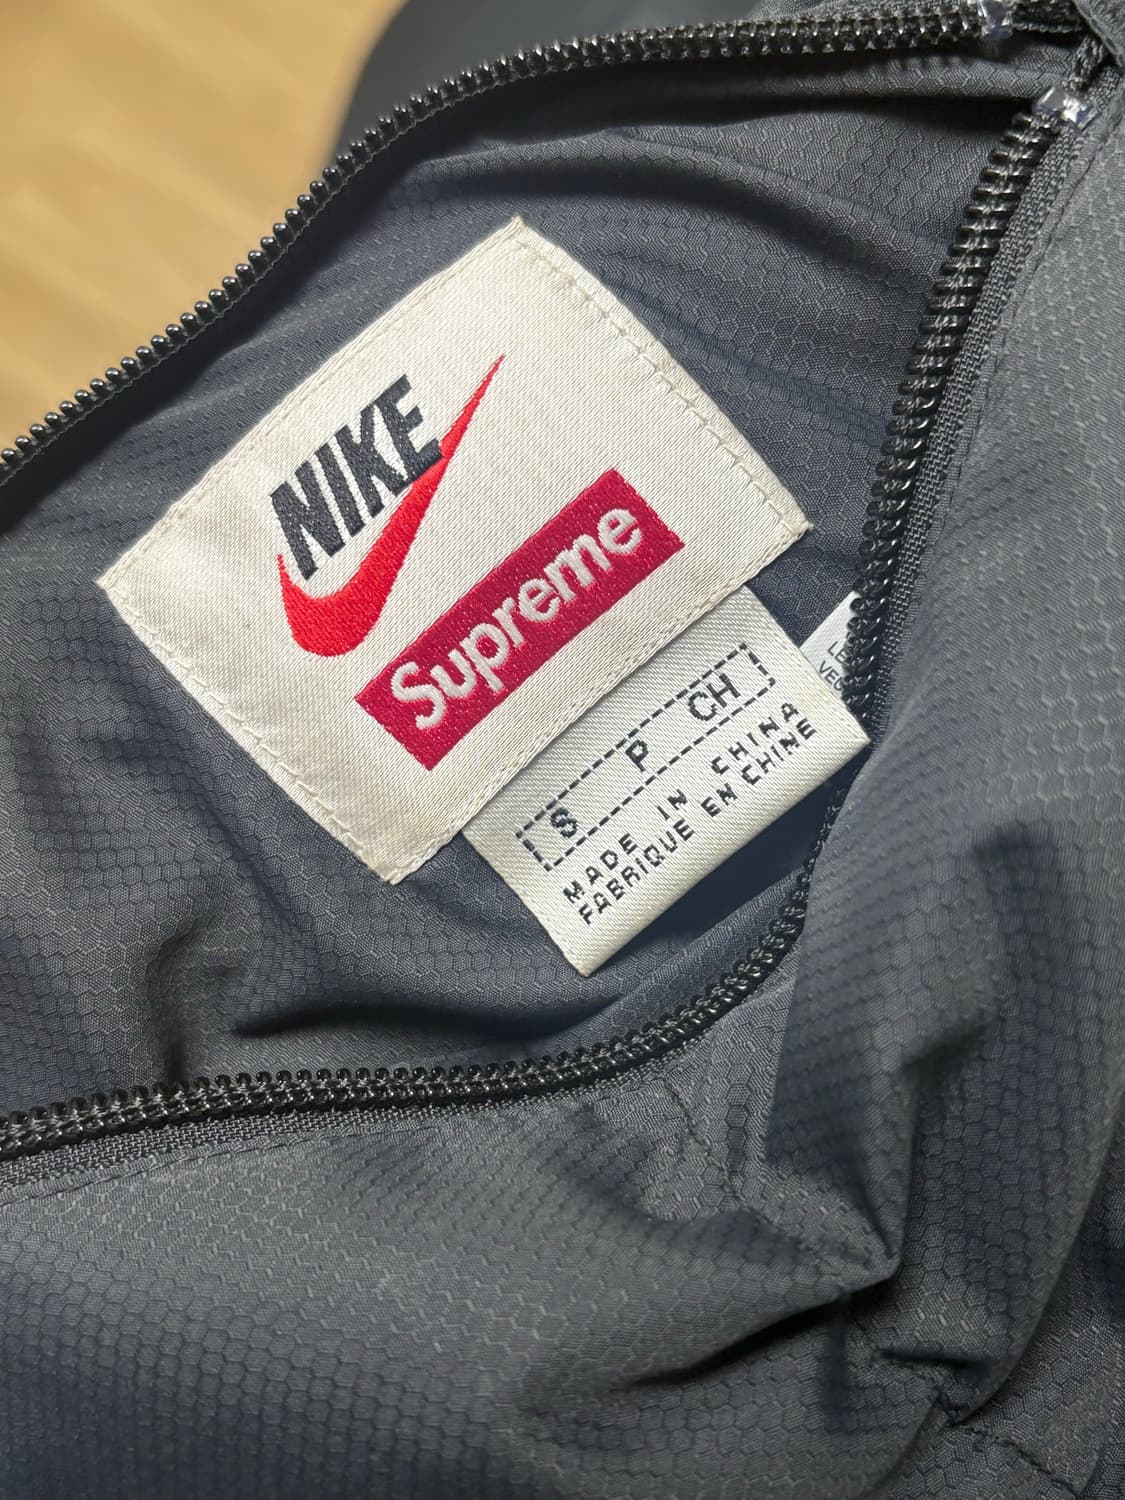 NIKE
Supreme
S P CH
MADE IN CHINA
FABRIQUE EN CHINE